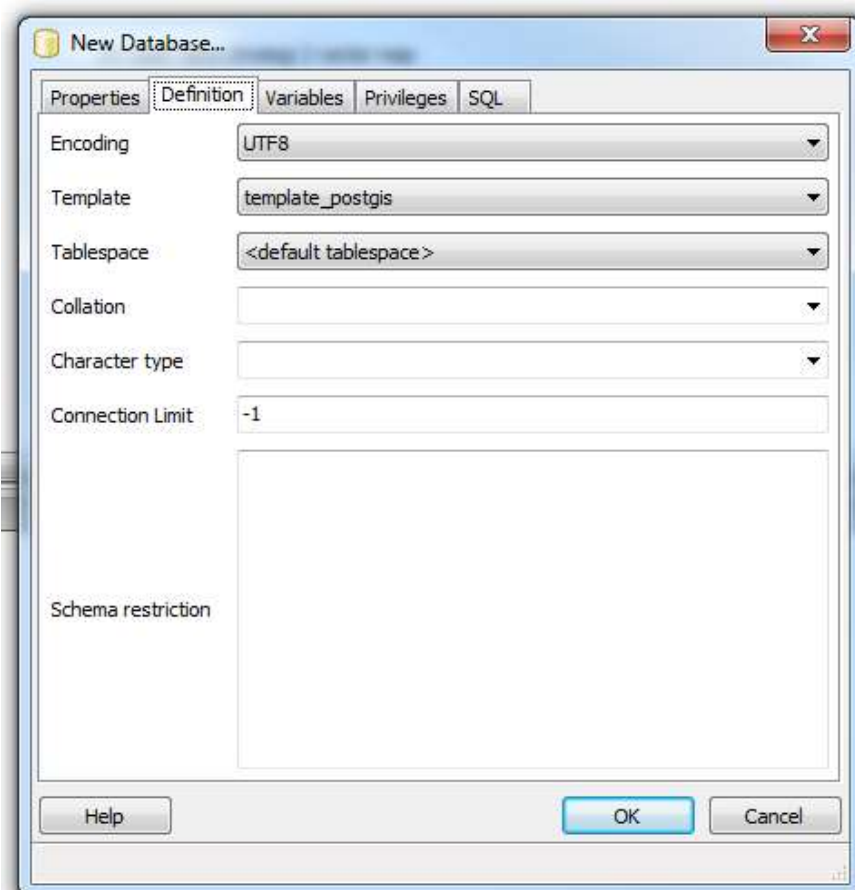 New Database...
Properties Definition Variables Privileges SQL
Encoding UTF8
Template template_postgis
Tablespace <default tablespace>
Collation
Character type
Connection Limit -1
Schema restriction
Help OK Cancel